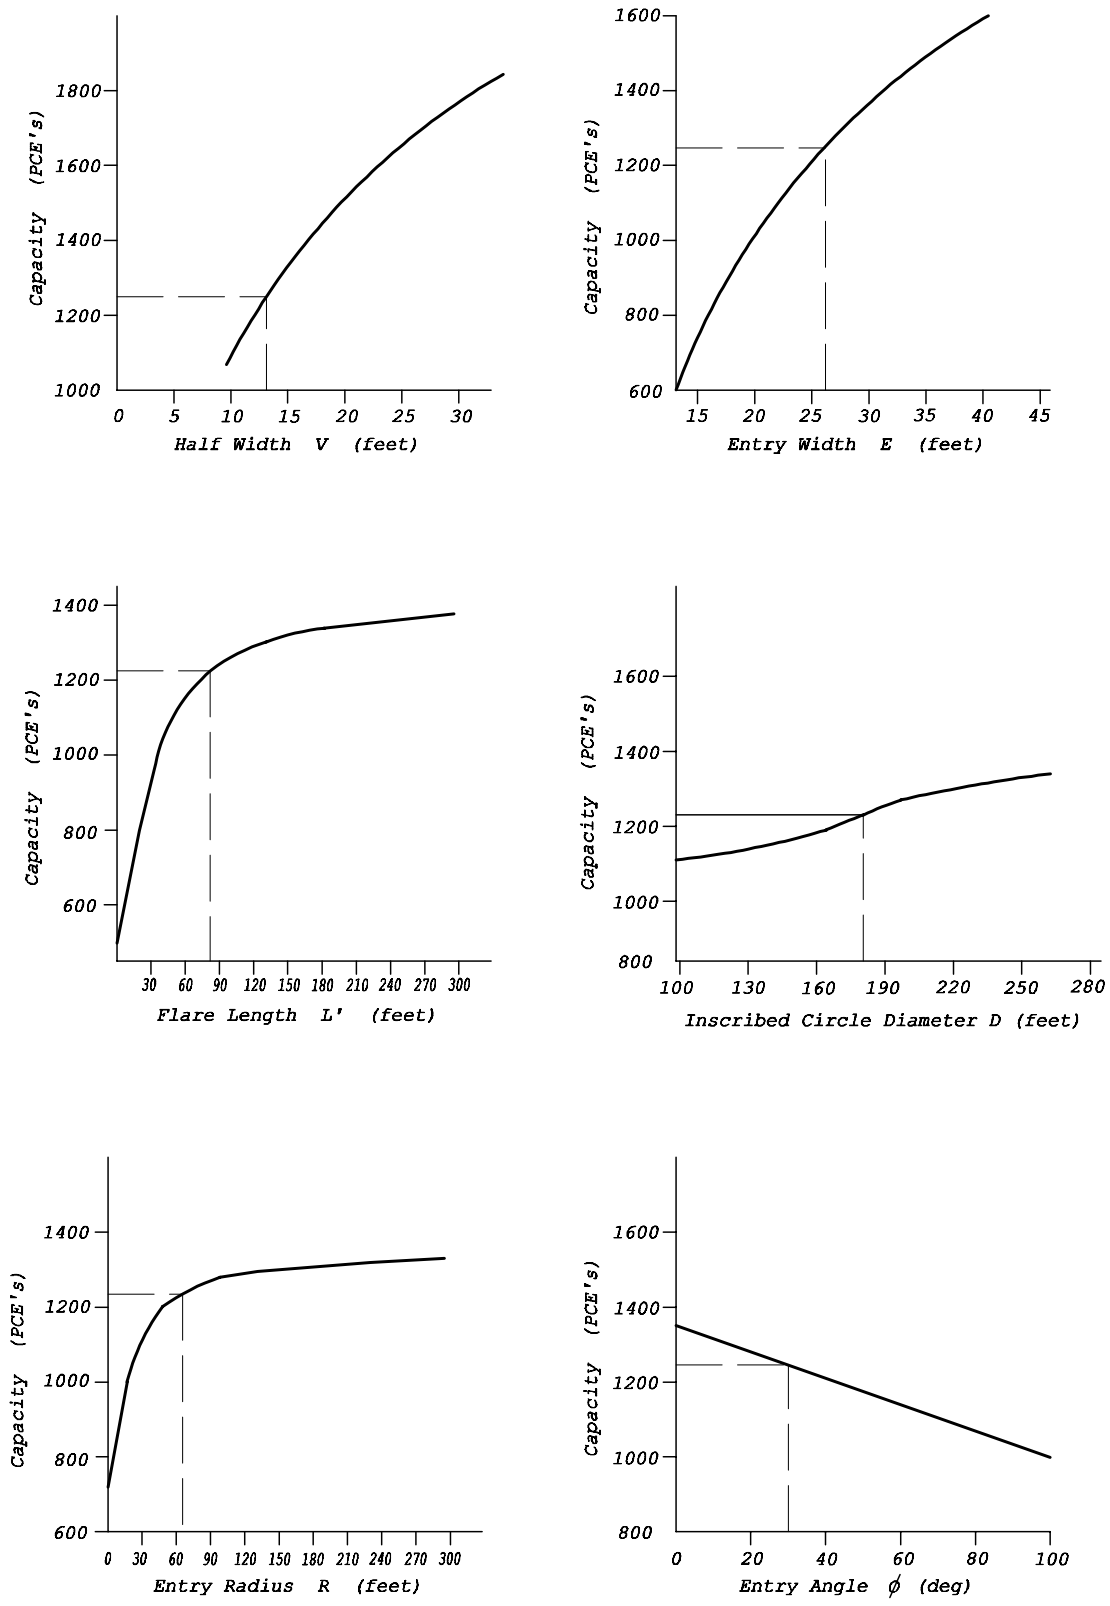 1800
1600
1400
1200
1000
Capacity (PCE's)
0 5 10 15 20 25 30
Half Width V (feet)
1600
1400
1200
1000
800
600
Capacity (PCE's)
15 20 25 30 35 40 45
Entry Width E (feet)
1400
1200
1000
800
600
Capacity (PCE's)
30 60 90 120 150 180 210 240 270 300
Flare Length L' (feet)
1600
1400
1200
1000
800
Capacity (PCE's)
100 130 160 190 220 250 280
Inscribed Circle Diameter D (feet)
1400
1200
1000
800
600
Capacity (PCE's)
0 30 60 90 120 150 180 210 240 270 300
Entry Radius R (feet)
1600
1400
1200
1000
800
Capacity (PCE's)
0 20 40 60 80 100
Entry Angle ϕ (deg)